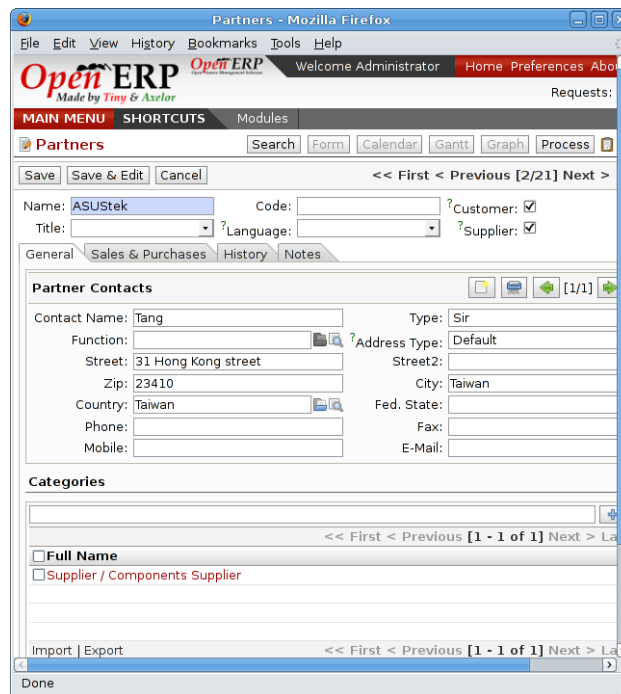 Partners - Mozilla Firefox
File Edit View History Bookmarks Tools Help
Open ERP
Made by Tiny & Axelor
Open ERP
Welcome Administrator
Home Preferences Abou
Requests:
MAIN MENU SHORTCUTS Modules
Partners Search Form Calendar Gantt Graph Process
Save Save & Edit Cancel << First < Previous [2/21] Next >
Name: ASUStek Code: ?Customer:
Title: ?Language: ?Supplier:
General Sales & Purchases History Notes
Partner Contacts [1/1]
Contact Name: Tang Type: Sir
Function: ?Address Type: Default
Street: 31 Hong Kong street Street2:
Zip: 23410 City: Taiwan
Country: Taiwan Fed. State:
Phone: Fax:
Mobile: E-Mail:
Categories
<< First < Previous [1 - 1 of 1] Next > La
Full Name
Supplier / Components Supplier
Import | Export << First < Previous [1 - 1 of 1] Next > La
Done